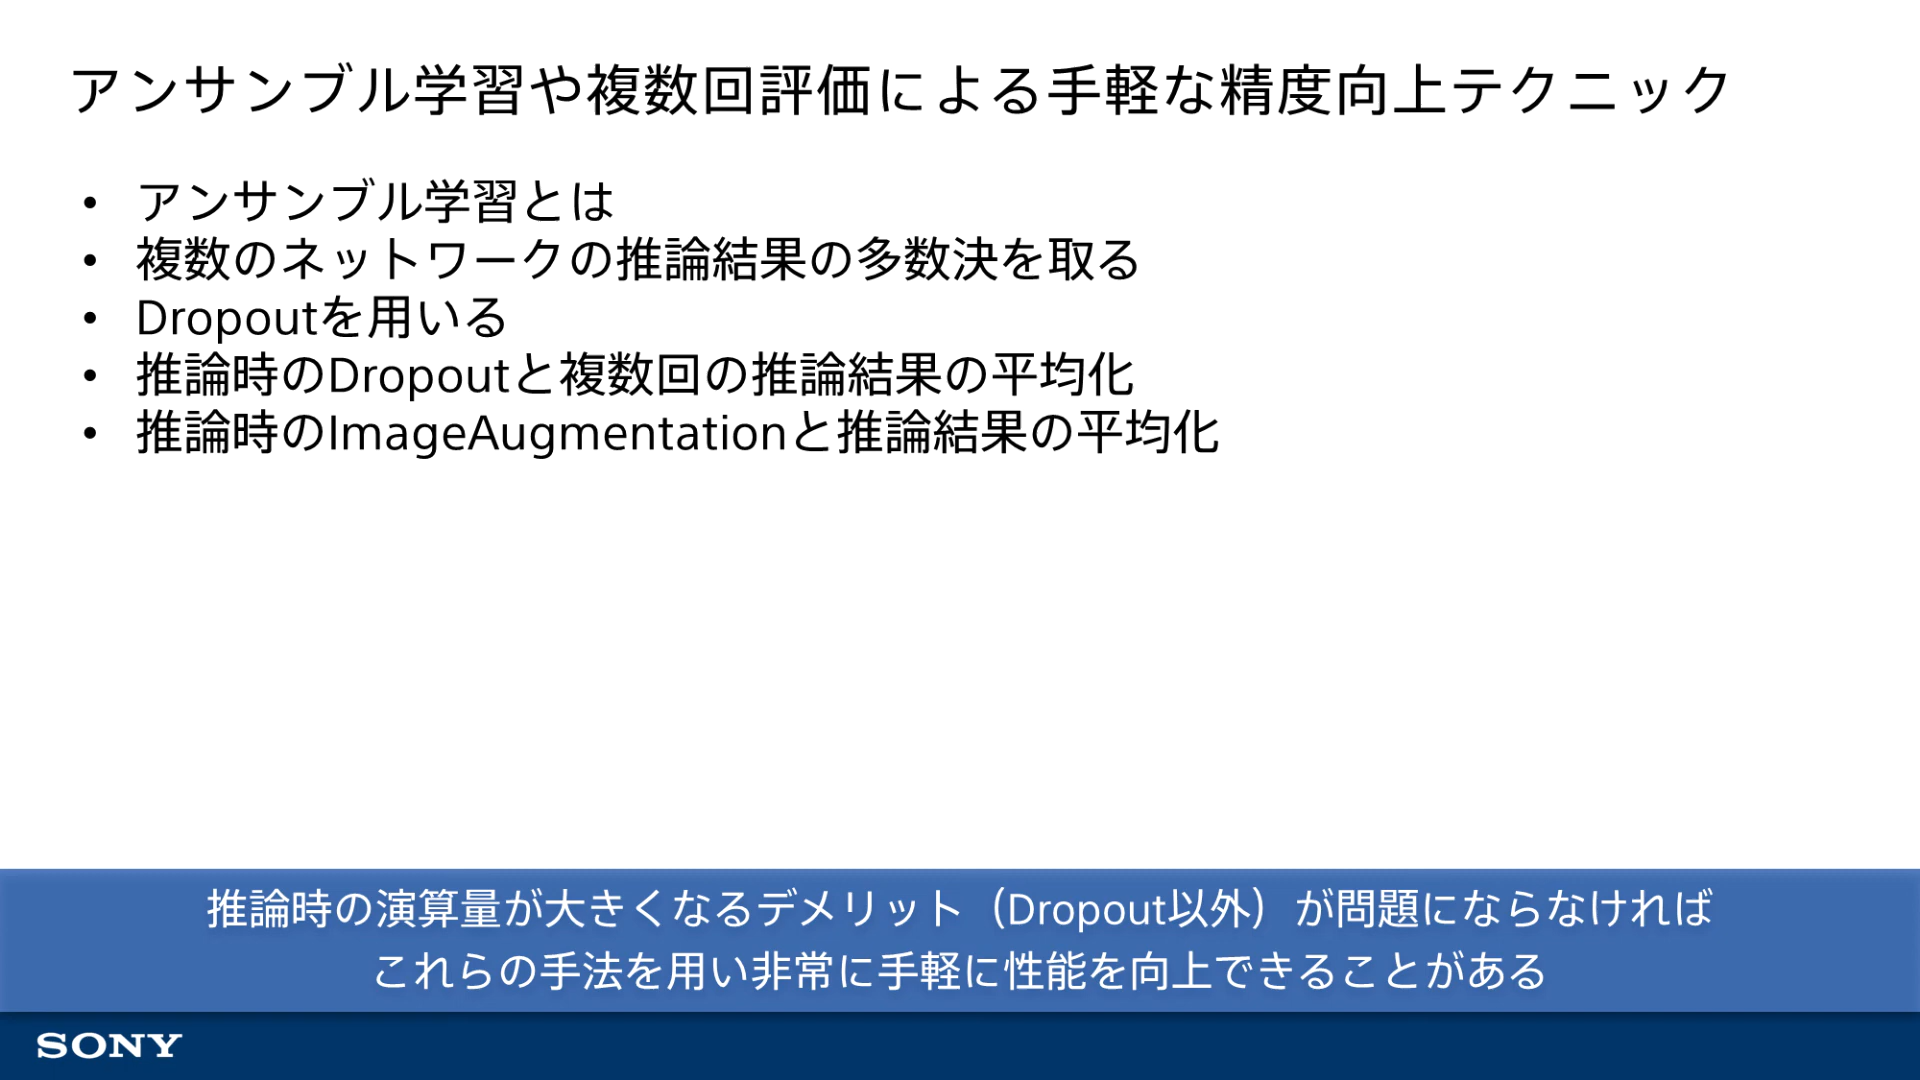 アンサンブル学習や複数回評価による手軽な精度向上テクニック
• アンサンブル学習とは
• 複数のネットワークの推論結果の多数決を取る
• Dropoutを用いる
• 推論時のDropoutと複数回の推論結果の平均化
• 推論時のImageAugmentationと推論結果の平均化
推論時の演算量が大きくなるデメリット（Dropout以外）が問題にならなければ
これらの手法を用い非常に手軽に性能を向上できることがある
SONY